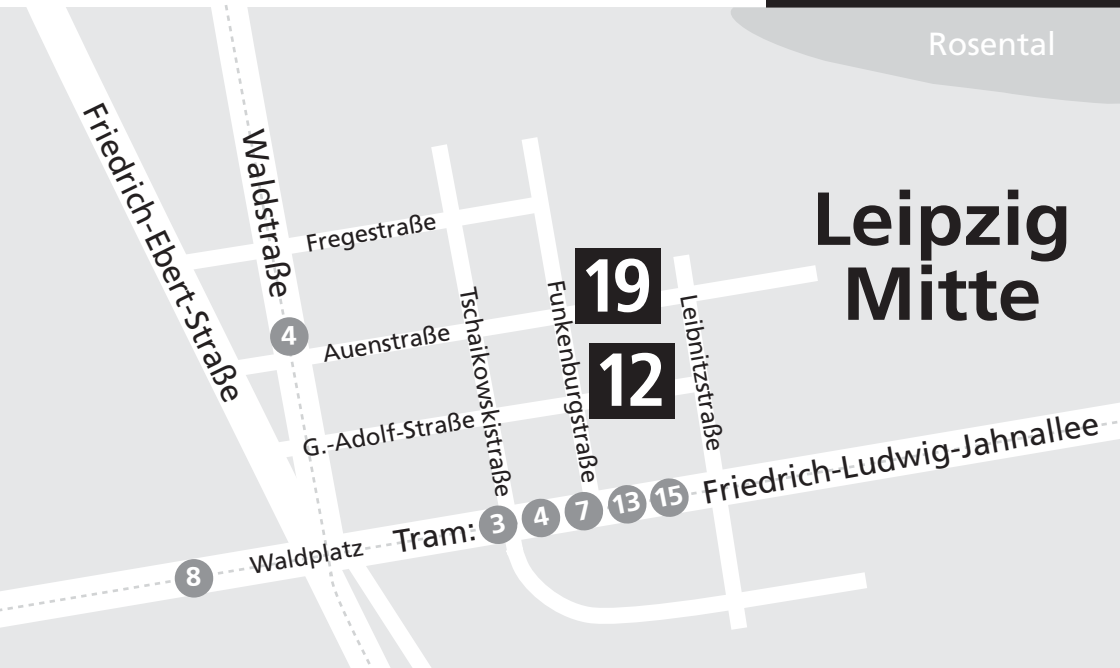 Rosental
Leipzig
Mitte
Friedrich-Ebert-Straße
Waldstraße
Fregestraße
4
Auenstraße
G.-Adolf-Straße
Tschaikowskistraße
Funkenburgstraße
19
12
Leibnitzstraße
Friedrich-Ludwig-Jahnallee
Tram: 3 4 7 13 15
Waldplatz
8